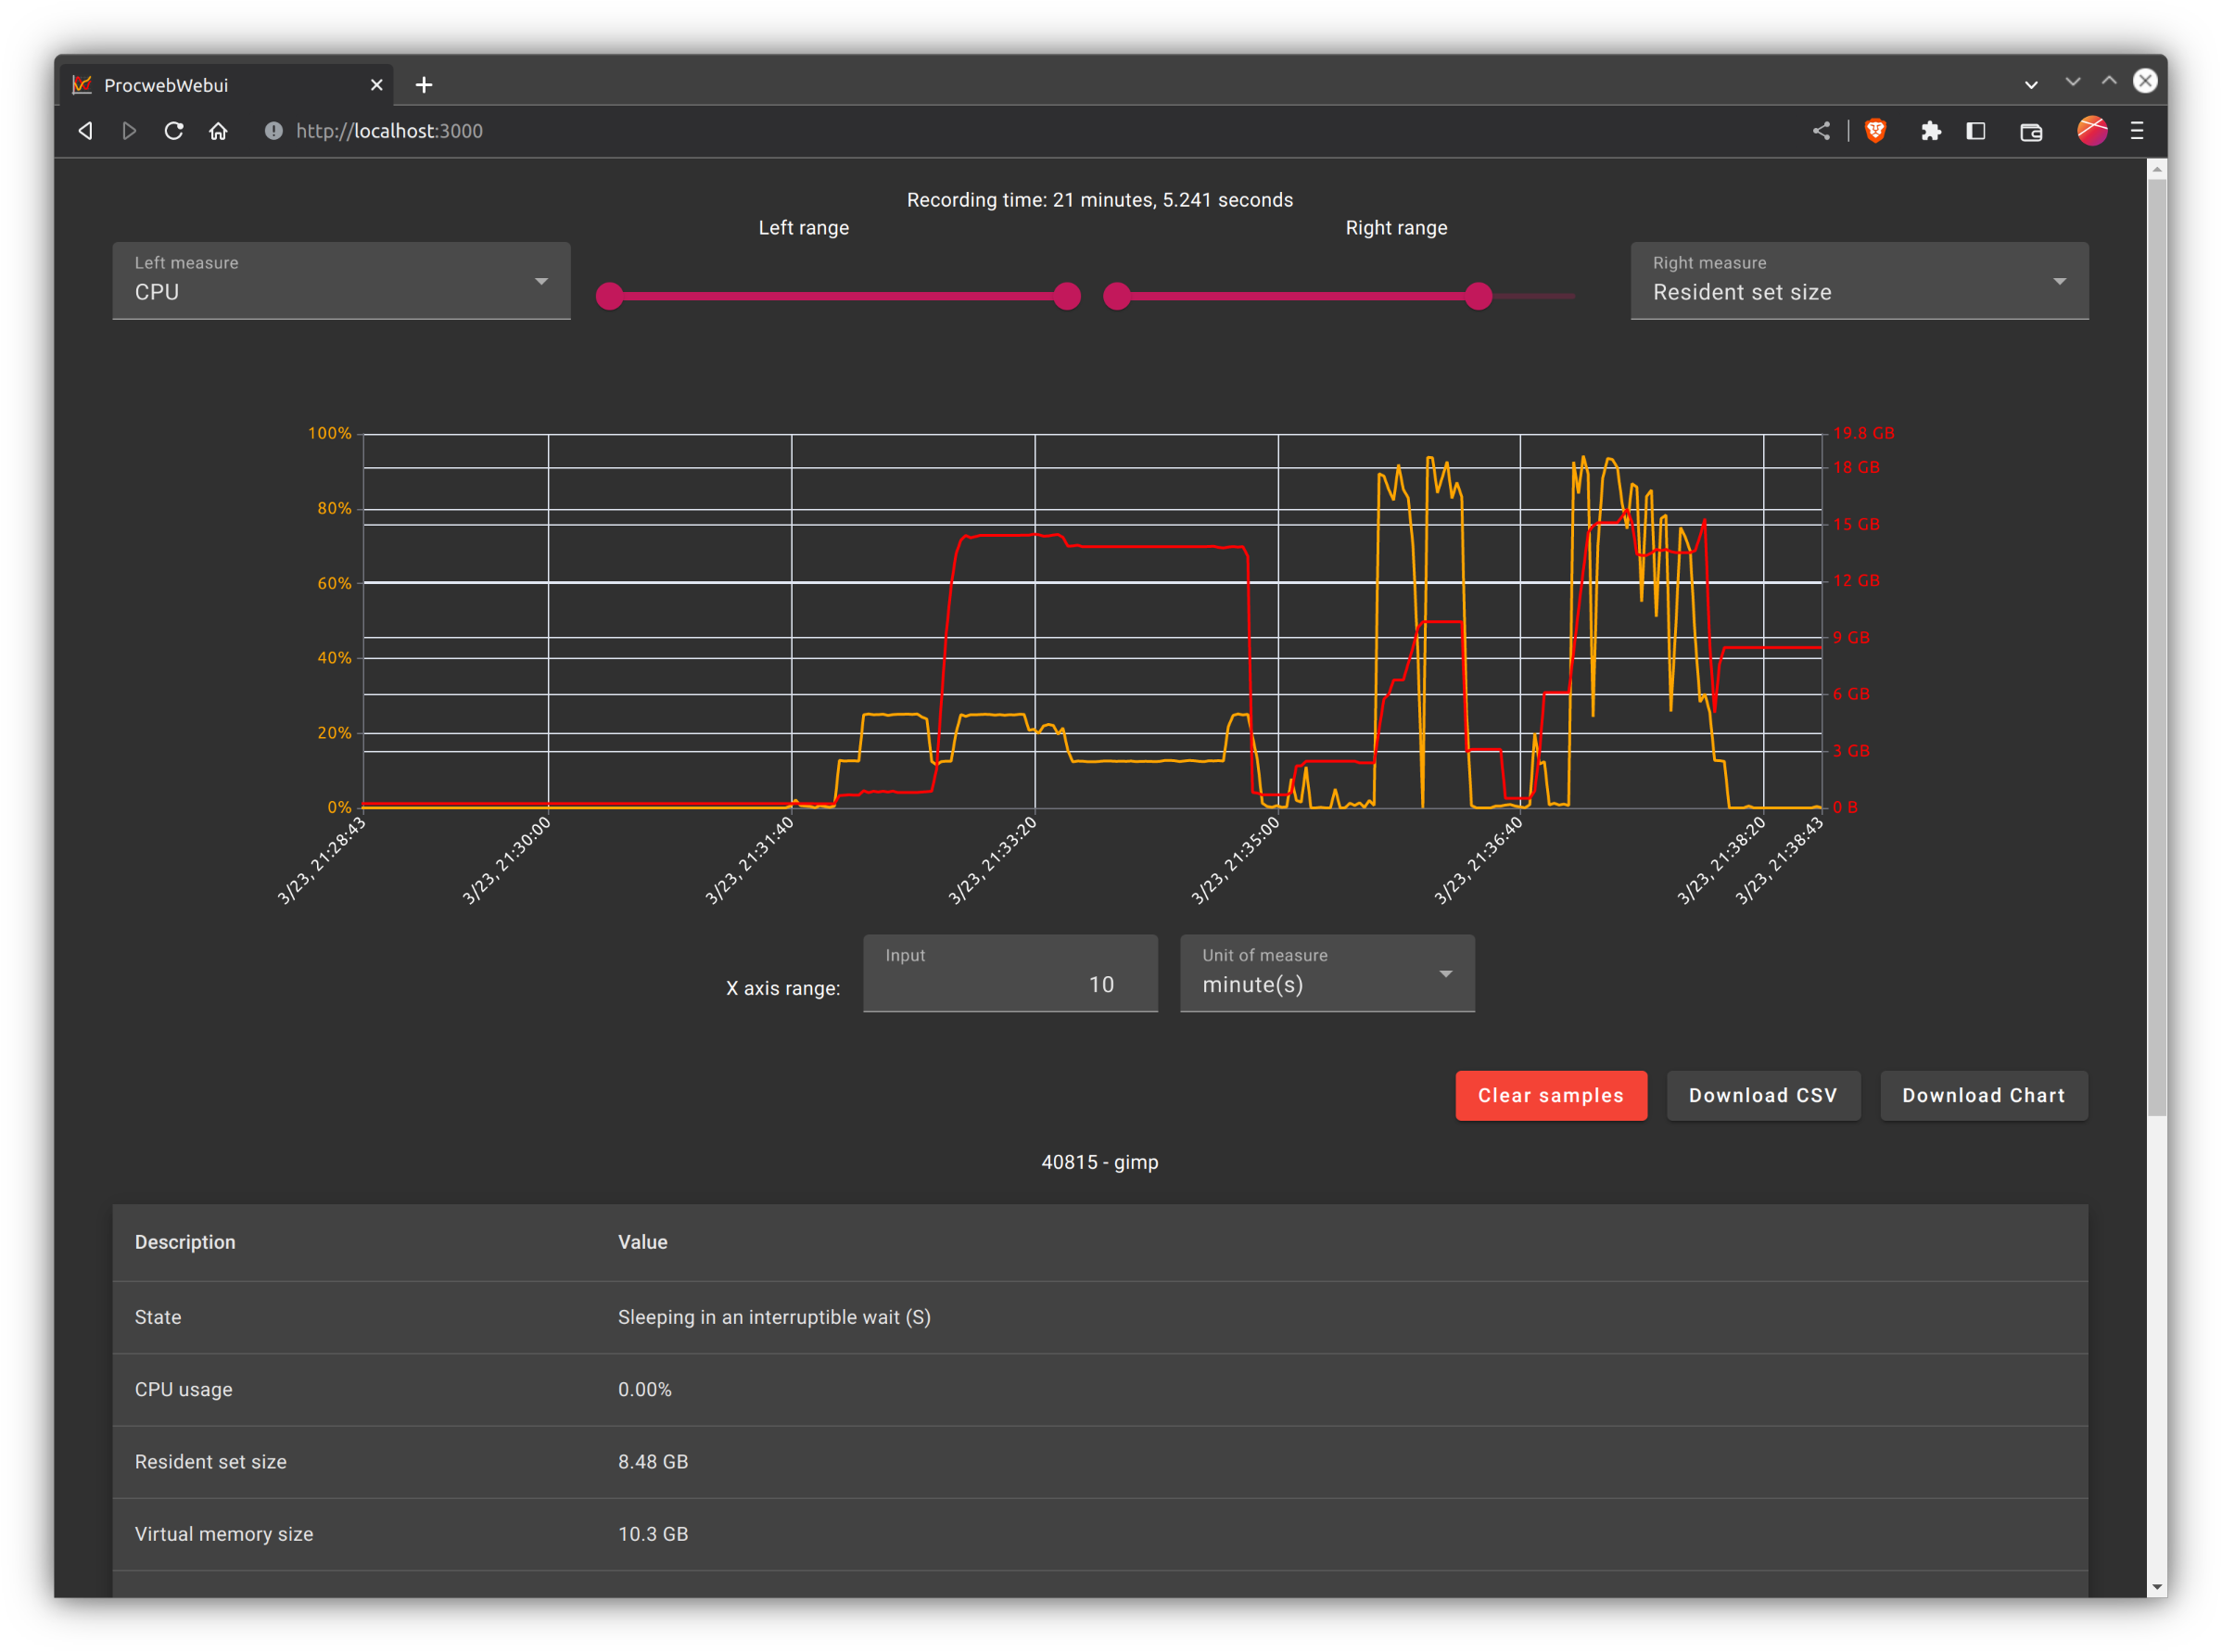 ProcwebWebui
http://localhost:3000
Recording time: 21 minutes, 5.241 seconds
Left range
Right range
Left measure
CPU
Right measure
Resident set size
100%
80%
60%
40%
20%
0%
19.8 GB
18 GB
15 GB
12 GB
9 GB
6 GB
3 GB
0 B
3/23, 21:28:43
3/23, 21:30:00
3/23, 21:31:40
3/23, 21:33:20
3/23, 21:35:00
3/23, 21:36:40
3/23, 21:38:20
3/23, 21:38:43
X axis range:
Input
10
Unit of measure
minute(s)
Clear samples
Download CSV
Download Chart
40815 - gimp
Description Value
State Sleeping in an interruptible wait (S)
CPU usage 0.00%
Resident set size 8.48 GB
Virtual memory size 10.3 GB